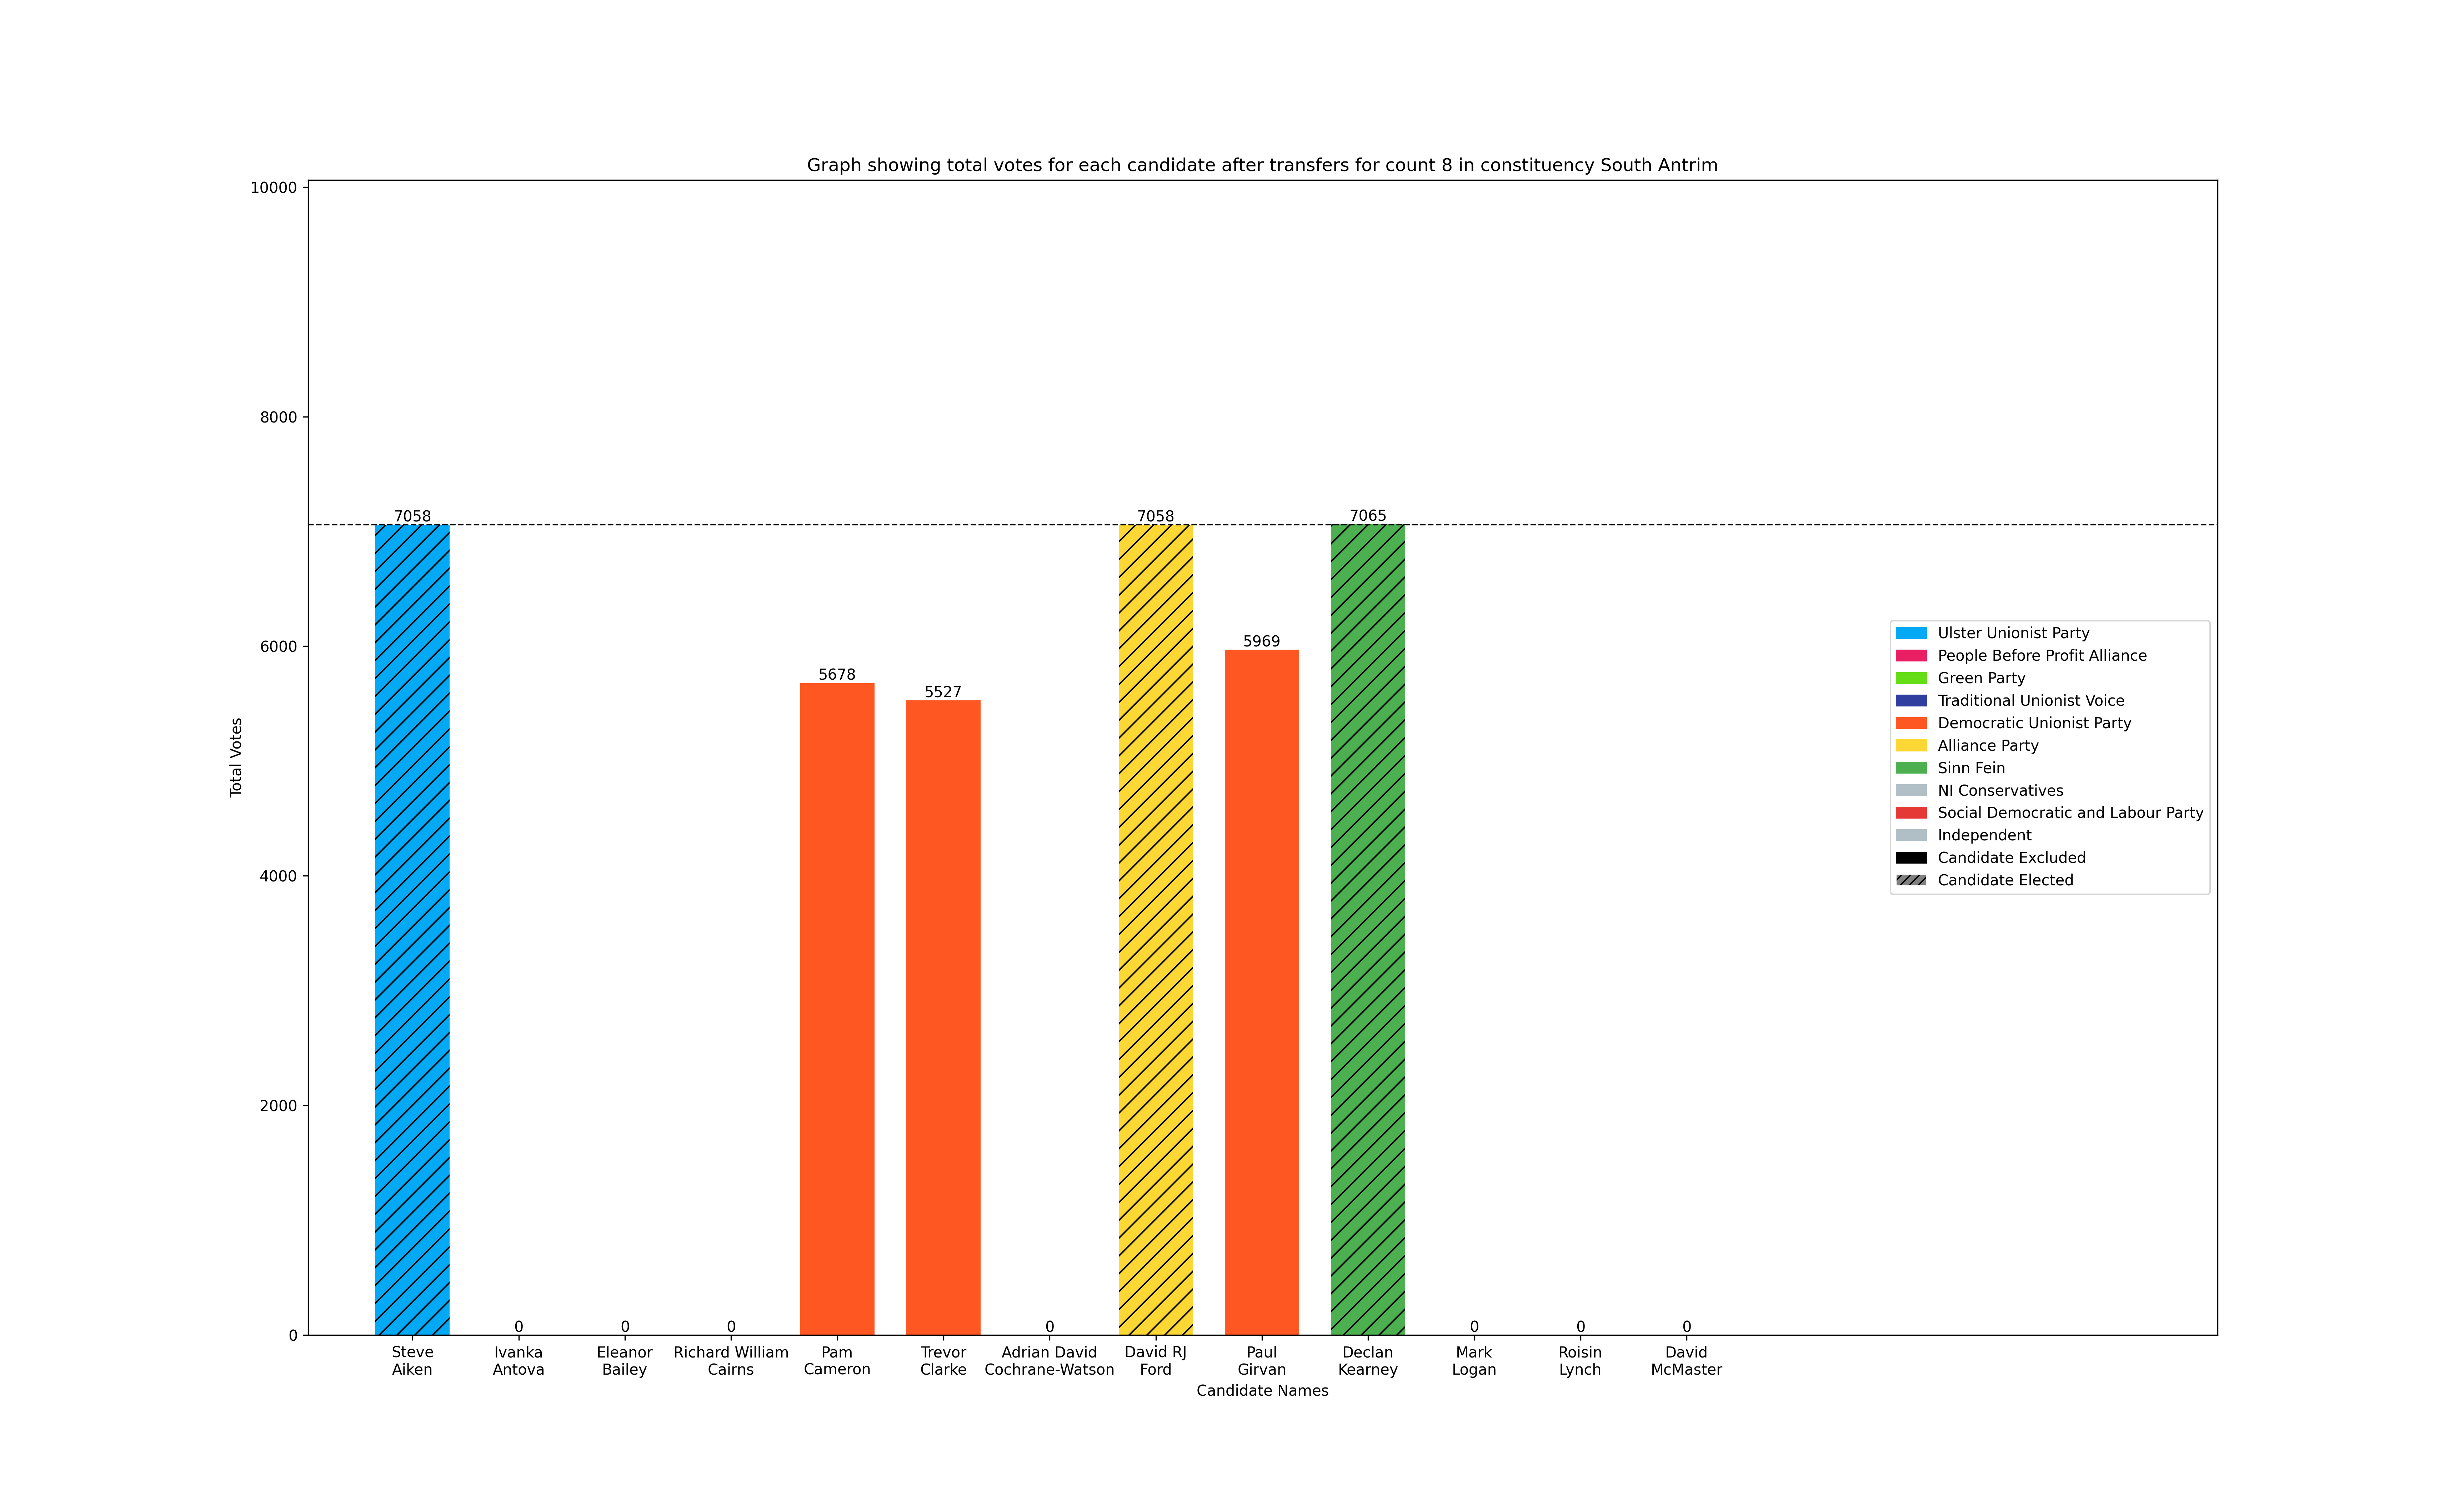 Graph showing total votes for each candidate after transfers for count 8 in constituency South Antrim
10000
8000
6000
4000
2000
0
Total Votes
7058
0
0
0
5678
5527
0
7058
5969
7065
0
0
0
Steve
Aiken
Ivanka
Antova
Eleanor
Bailey
Richard William
Cairns
Pam
Cameron
Trevor
Clarke
Adrian David
Cochrane-Watson
David RJ
Ford
Paul
Girvan
Declan
Kearney
Mark
Logan
Roisin
Lynch
David
McMaster
Candidate Names
Ulster Unionist Party
People Before Profit Alliance
Green Party
Traditional Unionist Voice
Democratic Unionist Party
Alliance Party
Sinn Fein
NI Conservatives
Social Democratic and Labour Party
Independent
Candidate Excluded
Candidate Elected